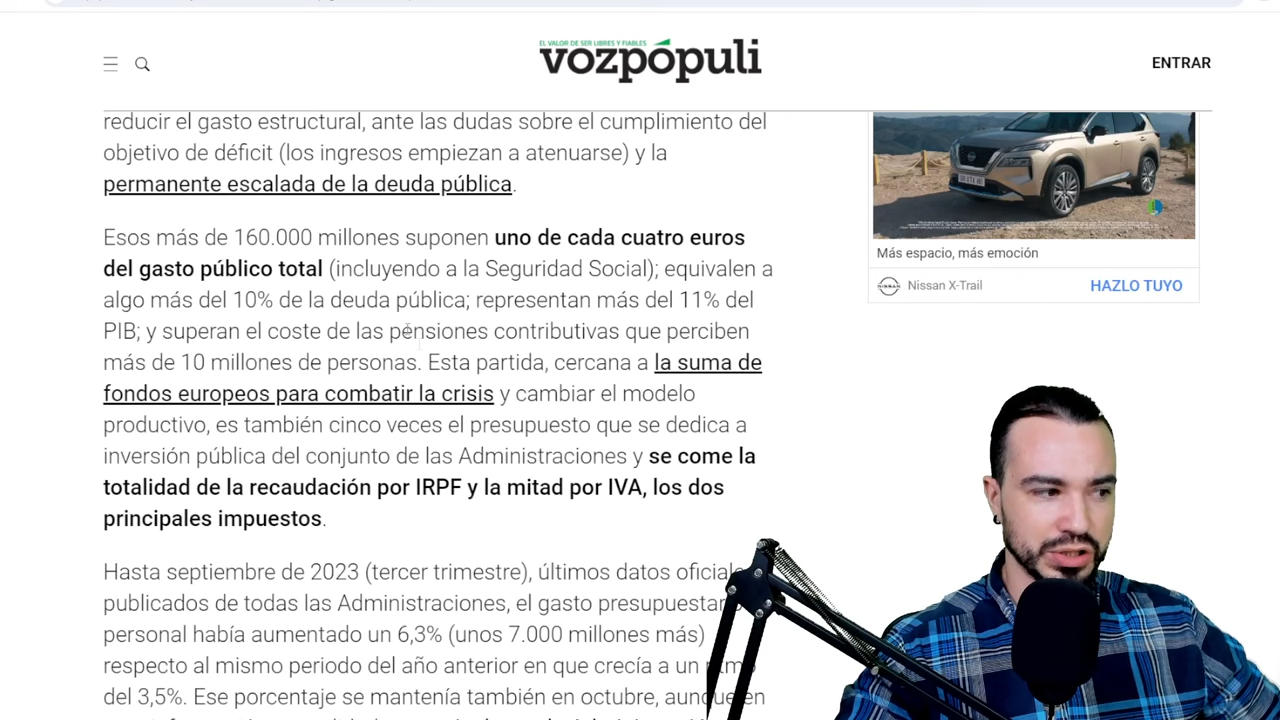 EL VALOR DE SER LIBRES Y FIABLES
vozpópuli
ENTRAR
reducir el gasto estructural, ante las dudas sobre el cumplimiento del
objetivo de déficit (los ingresos empiezan a atenuarse) y la
permanente escalada de la deuda pública.
Esos más de 160.000 millones suponen uno de cada cuatro euros
del gasto público total (incluyendo a la Seguridad Social); equivalen a
algo más del 10% de la deuda pública; representan más del 11% del
PIB; y superan el coste de las pensiones contributivas que perciben
más de 10 millones de personas. Esta partida, cercana a la suma de
fondos europeos para combatir la crisis y cambiar el modelo
productivo, es también cinco veces el presupuesto que se dedica a
inversión pública del conjunto de las Administraciones y se come la
totalidad de la recaudación por IRPF y la mitad por IVA, los dos
principales impuestos.
Hasta septiembre de 2023 (tercer trimestre), últimos datos
publicados de todas las Administraciones, el gasto
personal había aumentado un 6,3% (unos 7.000 millones más)
respecto al mismo periodo del año anterior en que crecía a un
del 3,5%. Ese porcentaje se mantenía también en octubre, en
Más espacio, más emoción
Nissan X-Trail
HAZLO TUYO